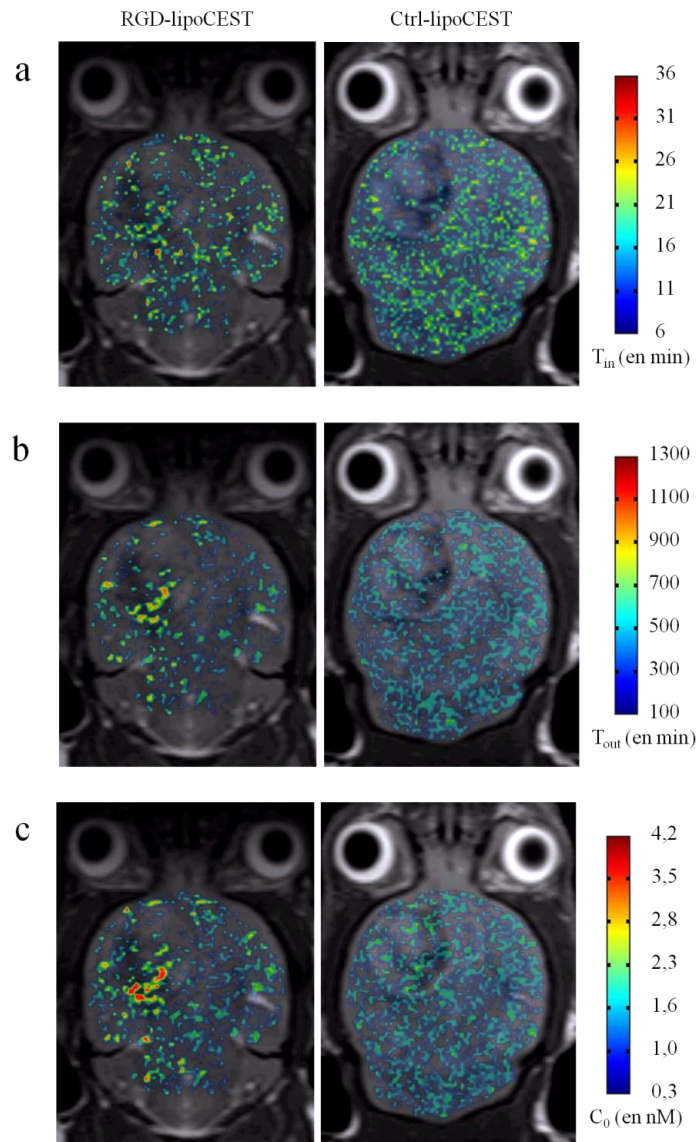 RGD-lipoCEST
Ctrl-lipoCEST
a
36
31
26
21
16
11
6
T_in (en min)
b
1300
1100
900
700
500
300
100
T_out (en min)
c
4,2
3,5
2,8
2,3
1,6
1,0
0,3
C_0 (en nM)